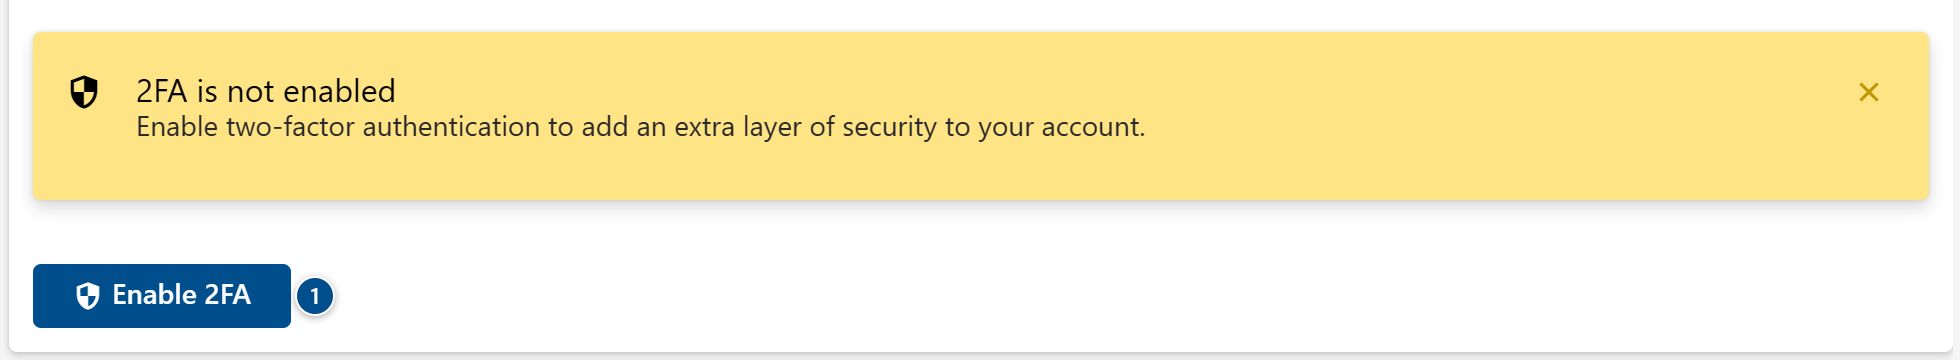 2FA is not enabled
Enable two-factor authentication to add an extra layer of security to your account.
Enable 2FA
1